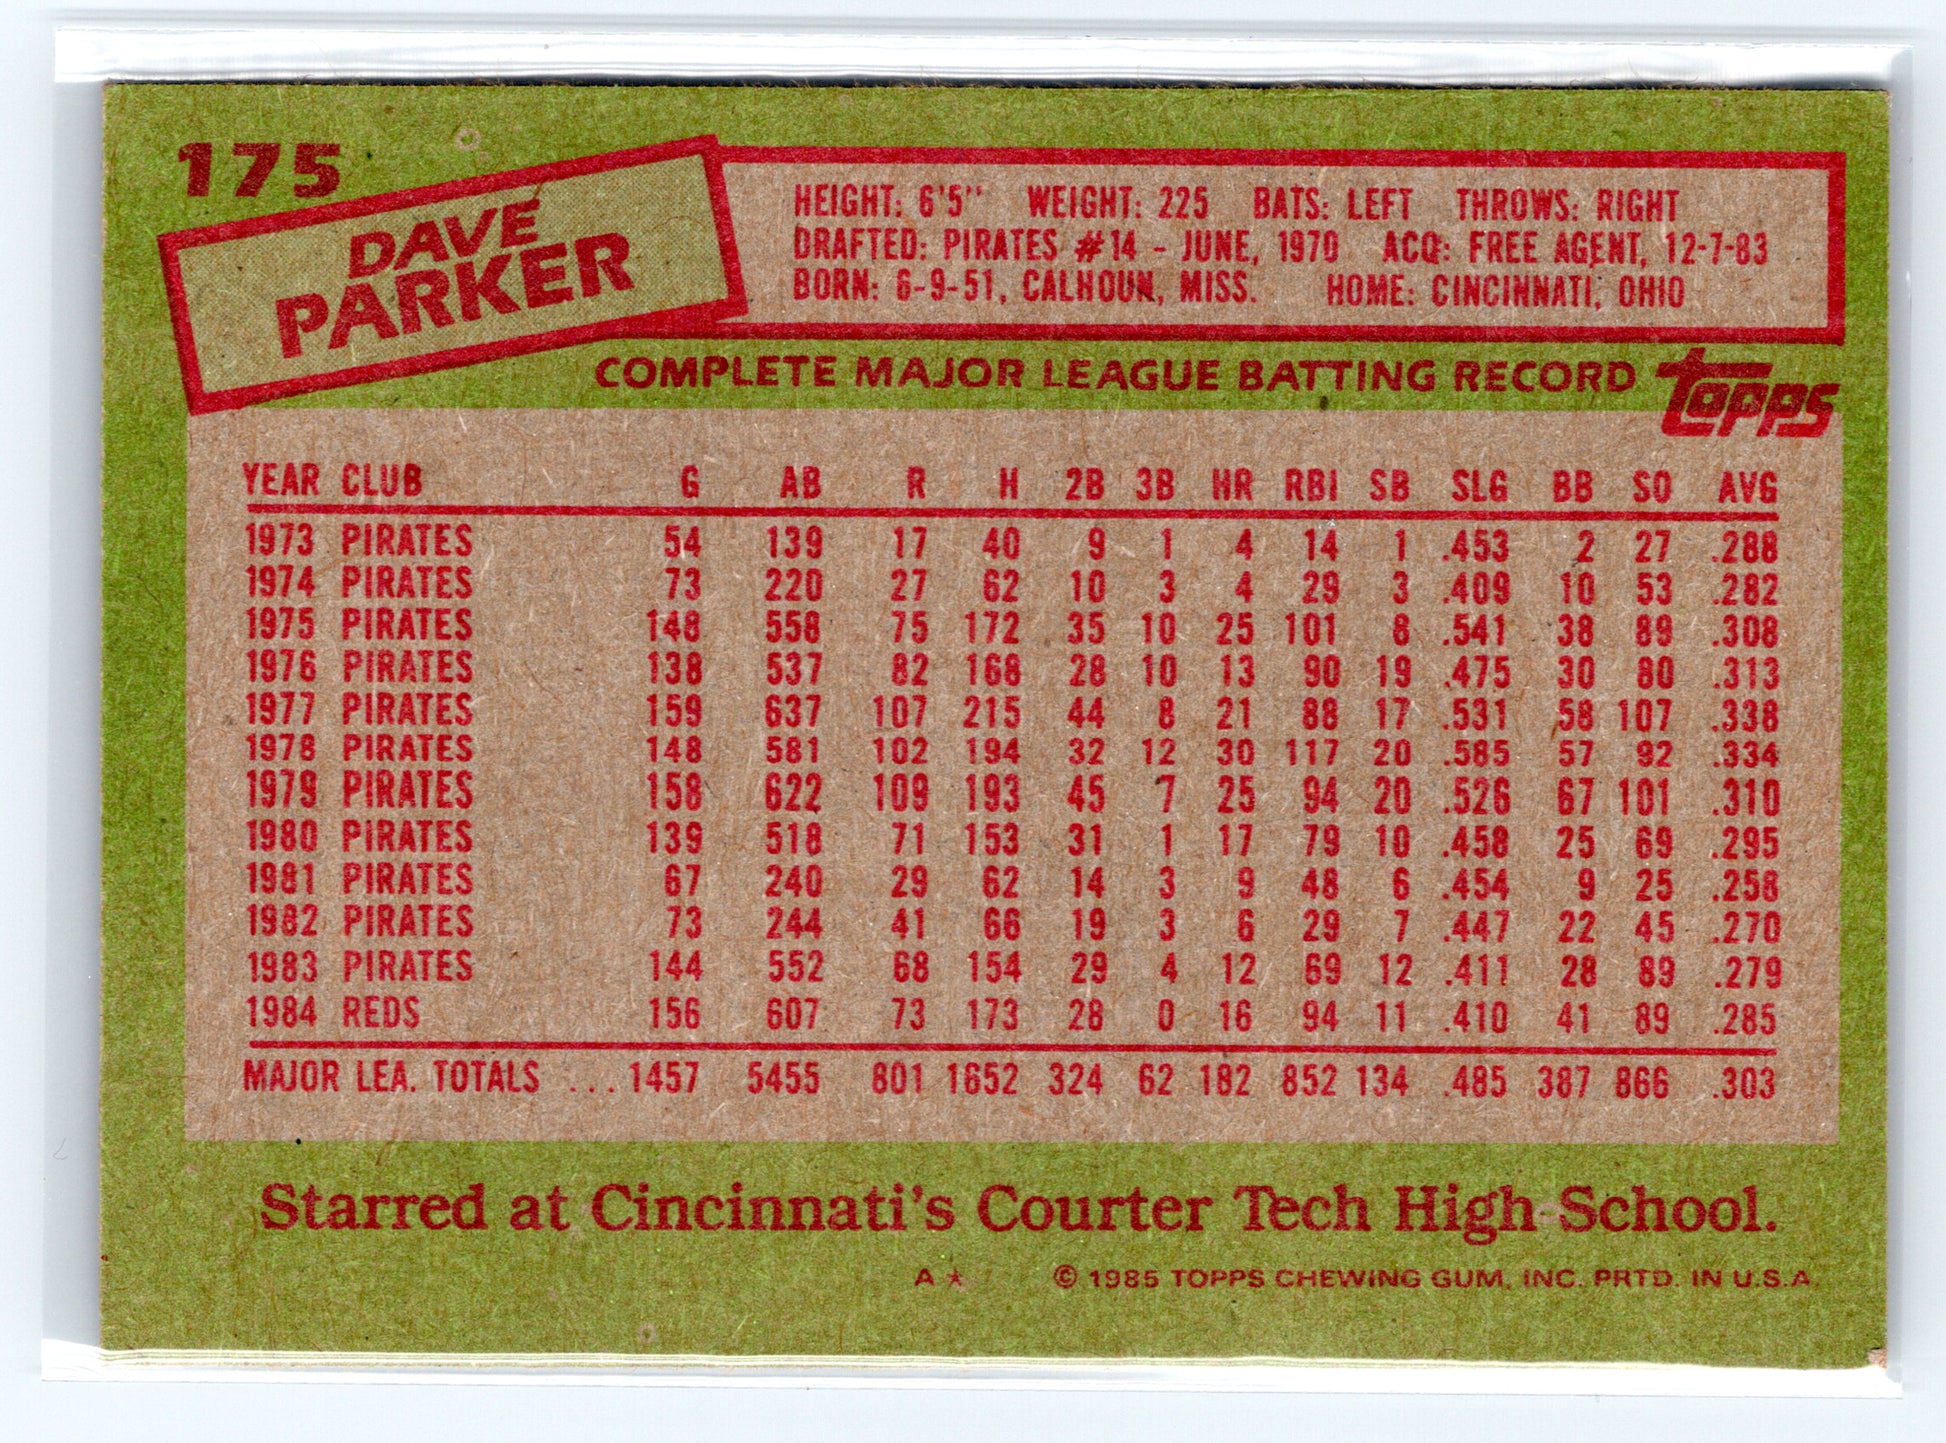 175
DAVE
PARKER
HEIGHT: 6'5" WEIGHT: 225 BATS: LEFT THROWS: RIGHT
DRAFTED: PIRATES #14 - JUNE, 1970 ACQ: FREE AGENT, 12-7-83
BORN: 6-9-51, CALHOUN, MISS. HOME: CINCINNATI, OHIO
COMPLETE MAJOR LEAGUE BATTING RECORD topps
YEAR CLUB G AB R H 2B 3B HR RBI SB SLG BB SO AVG
1973 PIRATES 54 139 17 40 9 1 4 14 1 .453 2 27 .288
1974 PIRATES 73 220 27 62 10 3 4 29 3 .409 10 53 .282
1975 PIRATES 148 558 75 172 35 10 25 101 8 .541 38 89 .308
1976 PIRATES 138 537 82 168 28 10 13 90 19 .475 30 80 .313
1977 PIRATES 159 637 107 215 44 8 21 88 17 .531 58 107 .338
1978 PIRATES 148 581 102 194 32 12 30 117 20 .585 57 92 .334
1979 PIRATES 158 622 109 193 45 7 25 94 20 .526 67 101 .310
1980 PIRATES 139 518 71 153 31 1 17 79 10 .458 25 69 .295
1981 PIRATES 67 240 29 62 14 3 9 48 6 .454 9 25 .258
1982 PIRATES 73 244 41 66 19 3 6 29 7 .447 22 45 .270
1983 PIRATES 144 552 68 154 29 4 12 69 12 .411 28 89 .279
1984 REDS 156 607 73 173 28 0 16 94 11 .410 41 89 .285
MAJOR LEA. TOTALS ... 1457 5455 801 1652 324 62 182 852 134 .485 387 866 .303
Starred at Cincinnati's Courter Tech High School.
A ★ © 1985 TOPPS CHEWING GUM, INC. PRTD. IN U.S.A.